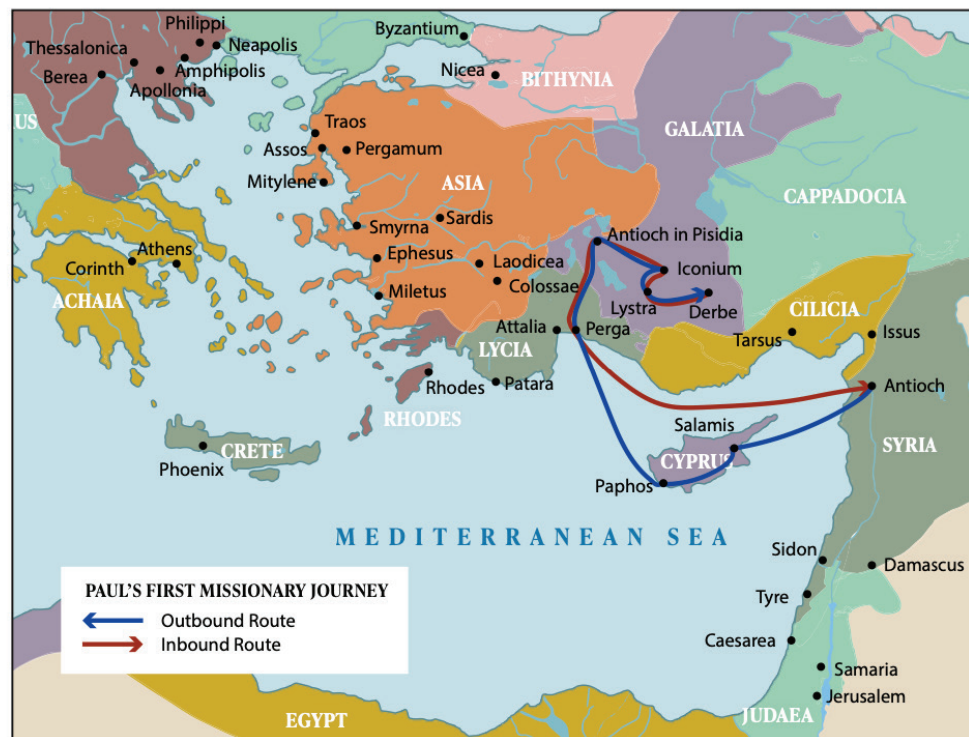 Philippi
Neapolis
Byzantium
Thessalonica
Amphipolis
Nicea
Berea
Apollonia
BITHYNIA
US
GALATIA
Traos
Assos
Pergamum
ASIA
CAPPADOCIA
Mitylene
Sardis
Smyrna
Antioch in Pisidia
Athens
Corinth
Ephesus
Laodicea
Iconium
Colossae
ACHAIA
Miletus
Lystra
Derbe
CILICIA
Attalia
Perga
Tarsus
Issus
LYCIA
Rhodes
Patara
Antioch
RHODES
Salamis
CRETE
SYRIA
Phoenix
CYPRUS
Paphos
MEDITERRANEAN SEA
Sidon
Damascus
PAUL'S FIRST MISSIONARY JOURNEY
Tyre
Outbound Route
Inbound Route
Caesarea
Samaria
Jerusalem
JUDAEA
EGYPT